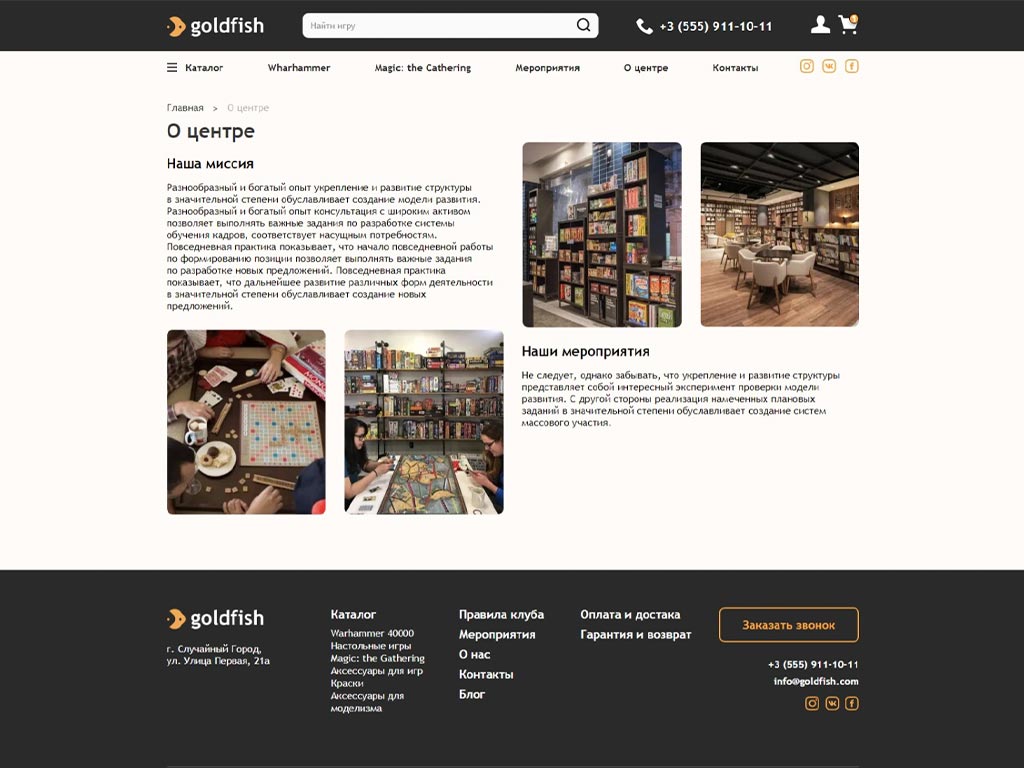 goldfish
Найти игру
+3 (555) 911-10-11
1
Каталог
Wharhammer
Magic: the Cathering
Мероприятия
О центре
Контакты
Главная > О центре
О центре
Наша миссия
Разнообразный и богатый опыт укрепление и развитие структуры
в значительной степени обуславливает создание модели развития.
Разнообразный и богатый опыт консультация с широким активом
позволяет выполнять важные задания по разработке системы
обучения кадров, соответствует насущным потребностям.
Повседневная практика показывает, что начало повседневной работы
по формированию позиции позволяет выполнять важные задания
по разработке новых предложений. Повседневная практика
показывает, что дальнейшее развитие различных форм деятельности
в значительной степени обуславливает создание новых
предложений.
Наши мероприятия
Не следует, однако забывать, что укрепление и развитие структуры
представляет собой интересный эксперимент проверки модели
развития. С другой стороны реализация намеченных плановых
заданий в значительной степени обуславливает создание систем
массового участия.
goldfish
г. Случайный Город,
ул. Улица Первая, 21а
Каталог
Warhammer 40000
Настольные игры
Magic: the Gathering
Аксессуары для игр
Краски
Аксессуары для
моделизма
Правила клуба
Мероприятия
О нас
Контакты
Блог
Оплата и достака
Гарантия и возврат
Заказать звонок
+3 (555) 911-10-11
info@goldfish.com